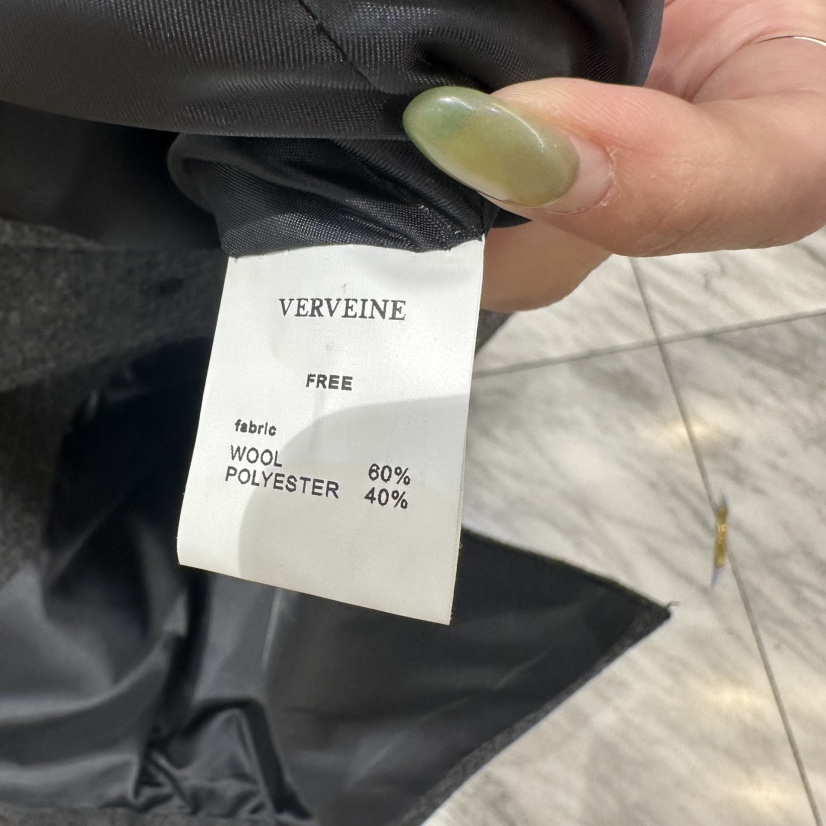 VERVEINE
FREE
fabric
WOOL 60%
POLYESTER 40%